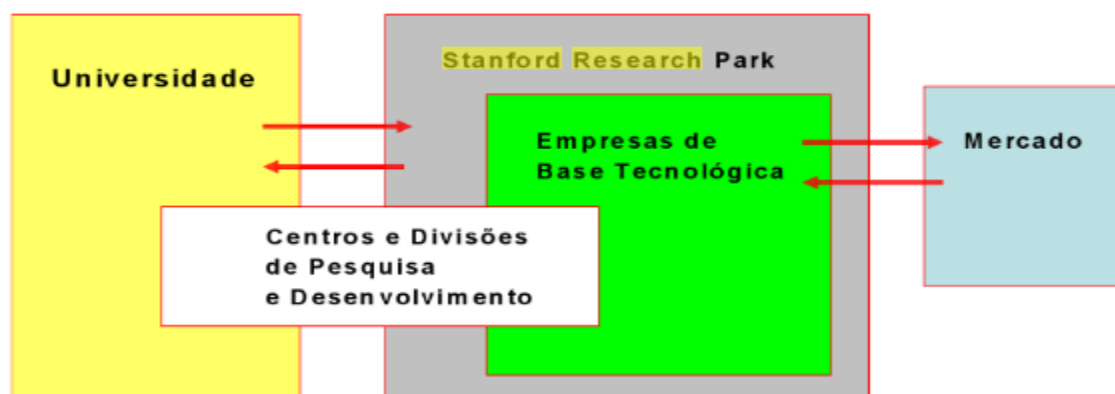 Universidade
Stanford Research Park
Empresas de
Base Tecnológica
Mercado
Centros e Divisões
de Pesquisa
e Desenvolvimento